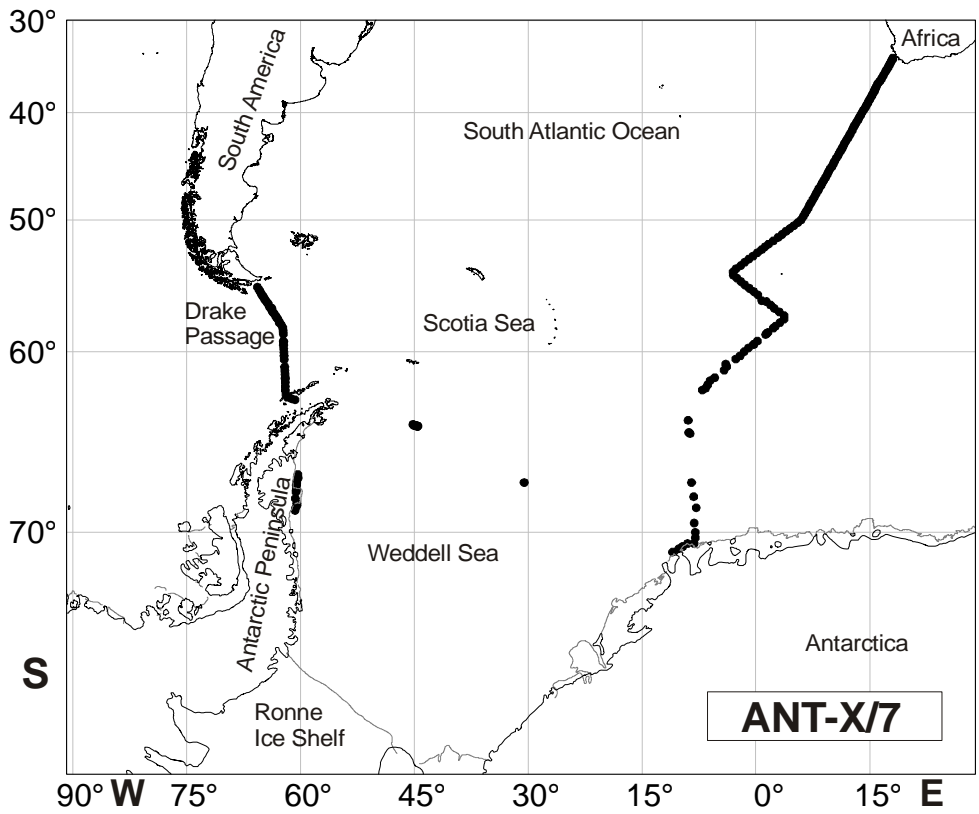 30°
Africa
South America
40°
South Atlantic Ocean
50°
Drake
Passage
Scotia Sea
60°
70°
Weddell Sea
Antarctic Peninsula
Antarctica
S
Ronne
Ice Shelf
ANT-X/7
90° W 75° 60° 45° 30° 15° 0° 15° E